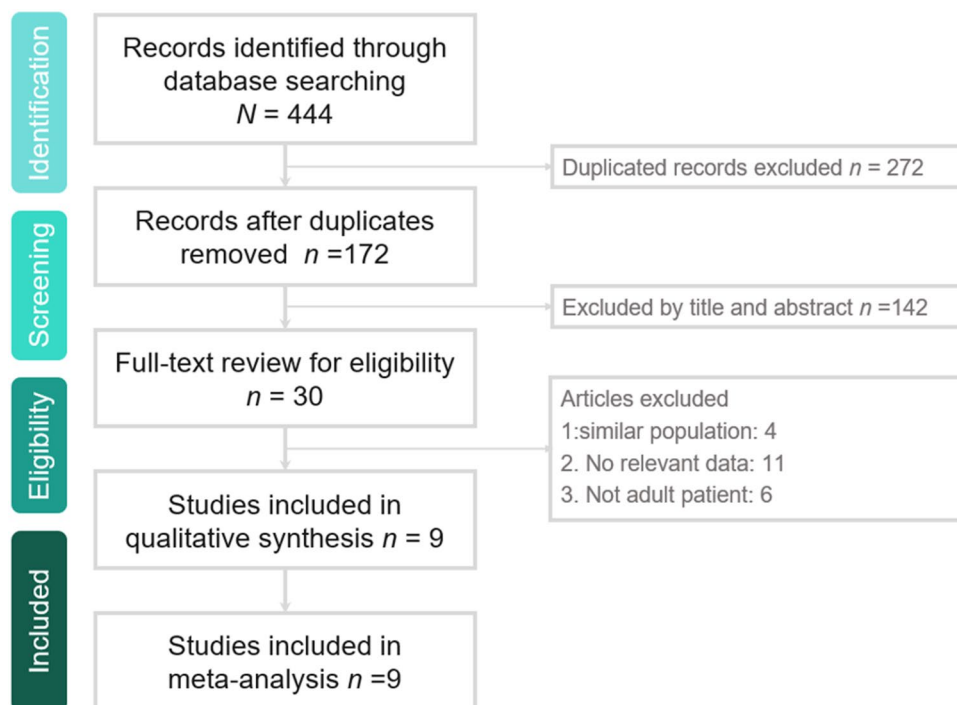 Identification
Records identified through
database searching
N = 444
Duplicated records excluded n = 272
Screening
Records after duplicates
removed n =172
Excluded by title and abstract n =142
Full-text review for eligibility
n = 30
Eligibility
Articles excluded
1:similar population: 4
2. No relevant data: 11
3. Not adult patient: 6
Studies included in
qualitative synthesis n = 9
Included
Studies included in
meta-analysis n =9